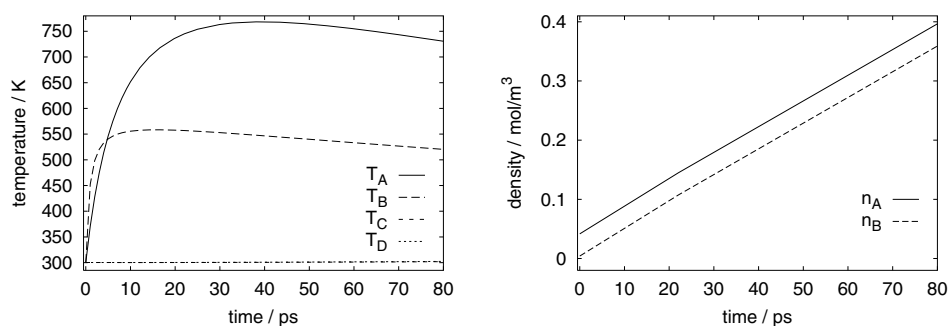 temperature / K
750
700
650
600
550
500
450
400
350
300
T_A
T_B
T_C
T_D
0 10 20 30 40 50 60 70 80
time / ps
density / mol/m³
0.4
0.3
0.2
0.1
0
n_A
n_B
0 10 20 30 40 50 60 70 80
time / ps